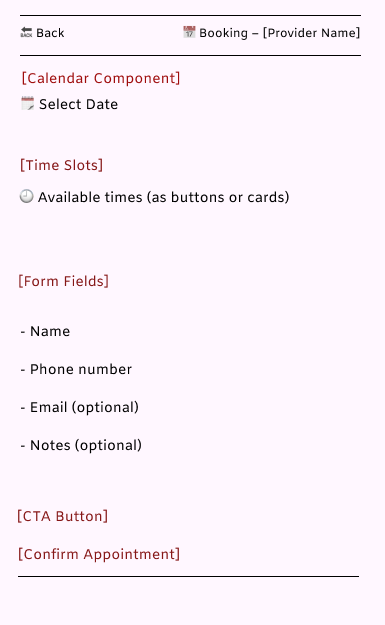 🔙 Back 📅 Booking – [Provider Name]
[Calendar Component]
🗓️ Select Date
[Time Slots]
🕘 Available times (as buttons or cards)
[Form Fields]
- Name
- Phone number
- Email (optional)
- Notes (optional)
[CTA Button]
[Confirm Appointment]